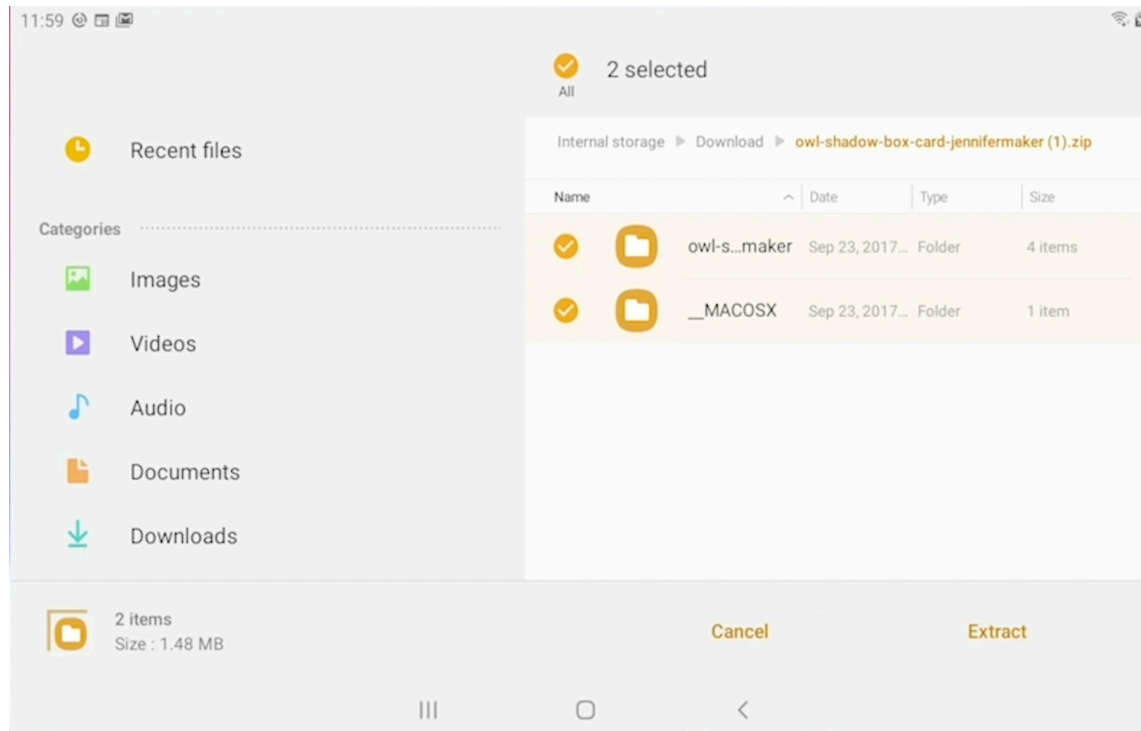 11:59
2 selected
All
Recent files
Internal storage ▶ Download ▶ owl-shadow-box-card-jennifermaker (1).zip
Name Date Type Size
Categories
owl-s...maker Sep 23, 2017... Folder 4 items
Images
__MACOSX Sep 23, 2017... Folder 1 item
Videos
Audio
Documents
Downloads
2 items
Size : 1.48 MB
Cancel
Extract